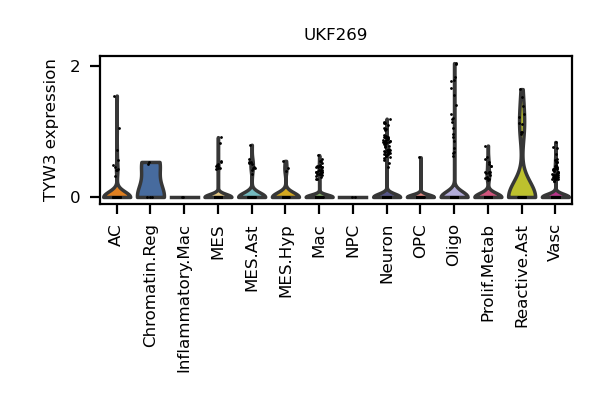 UKF269
TYW3 expression
2
0
AC
Chromatin.Reg
Inflammatory.Mac
MES
MES.Ast
MES.Hyp
Mac
NPC
Neuron
OPC
Oligo
Prolif.Metab
Reactive.Ast
Vasc